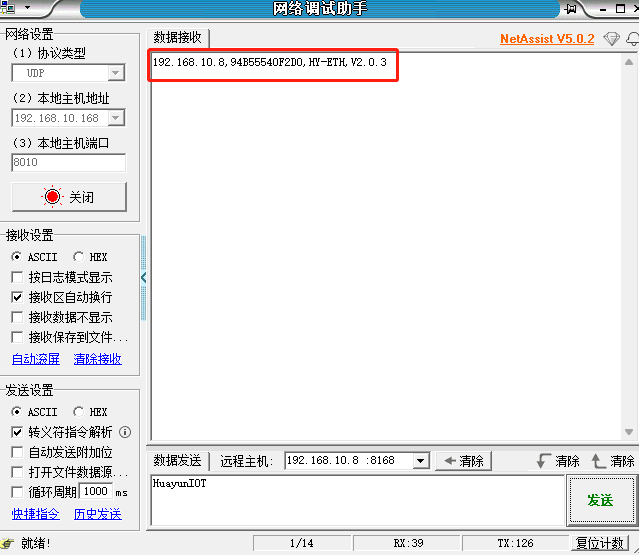 网络调试助手
网络设置
(1) 协议类型
UDP
(2) 本地主机地址
192.168.10.168
(3) 本地主机端口
8010
关闭
接收设置
ASCII HEX
按日志模式显示
接收区自动换行
接收数据不显示
接收保存到文件...
自动滚屏 清除接收
发送设置
ASCII HEX
转义符指令解析
自动发送附加位
打开文件数据源...
循环周期 1000 ms
快捷指令 历史发送
数据接收
NetAssist V5.0.2
192.168.10.8,94B55540F2D0,HY-ETH,V2.0.3
数据发送 远程主机: 192.168.10.8 :8168 清除 清除 清除
HuayunIOT
发送
就绪! 1/14 RX:39 TX:126 复位计数